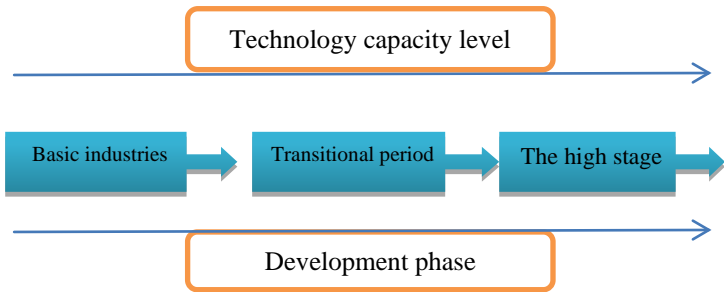 Technology capacity level
Basic industries
Transitional period
The high stage
Development phase